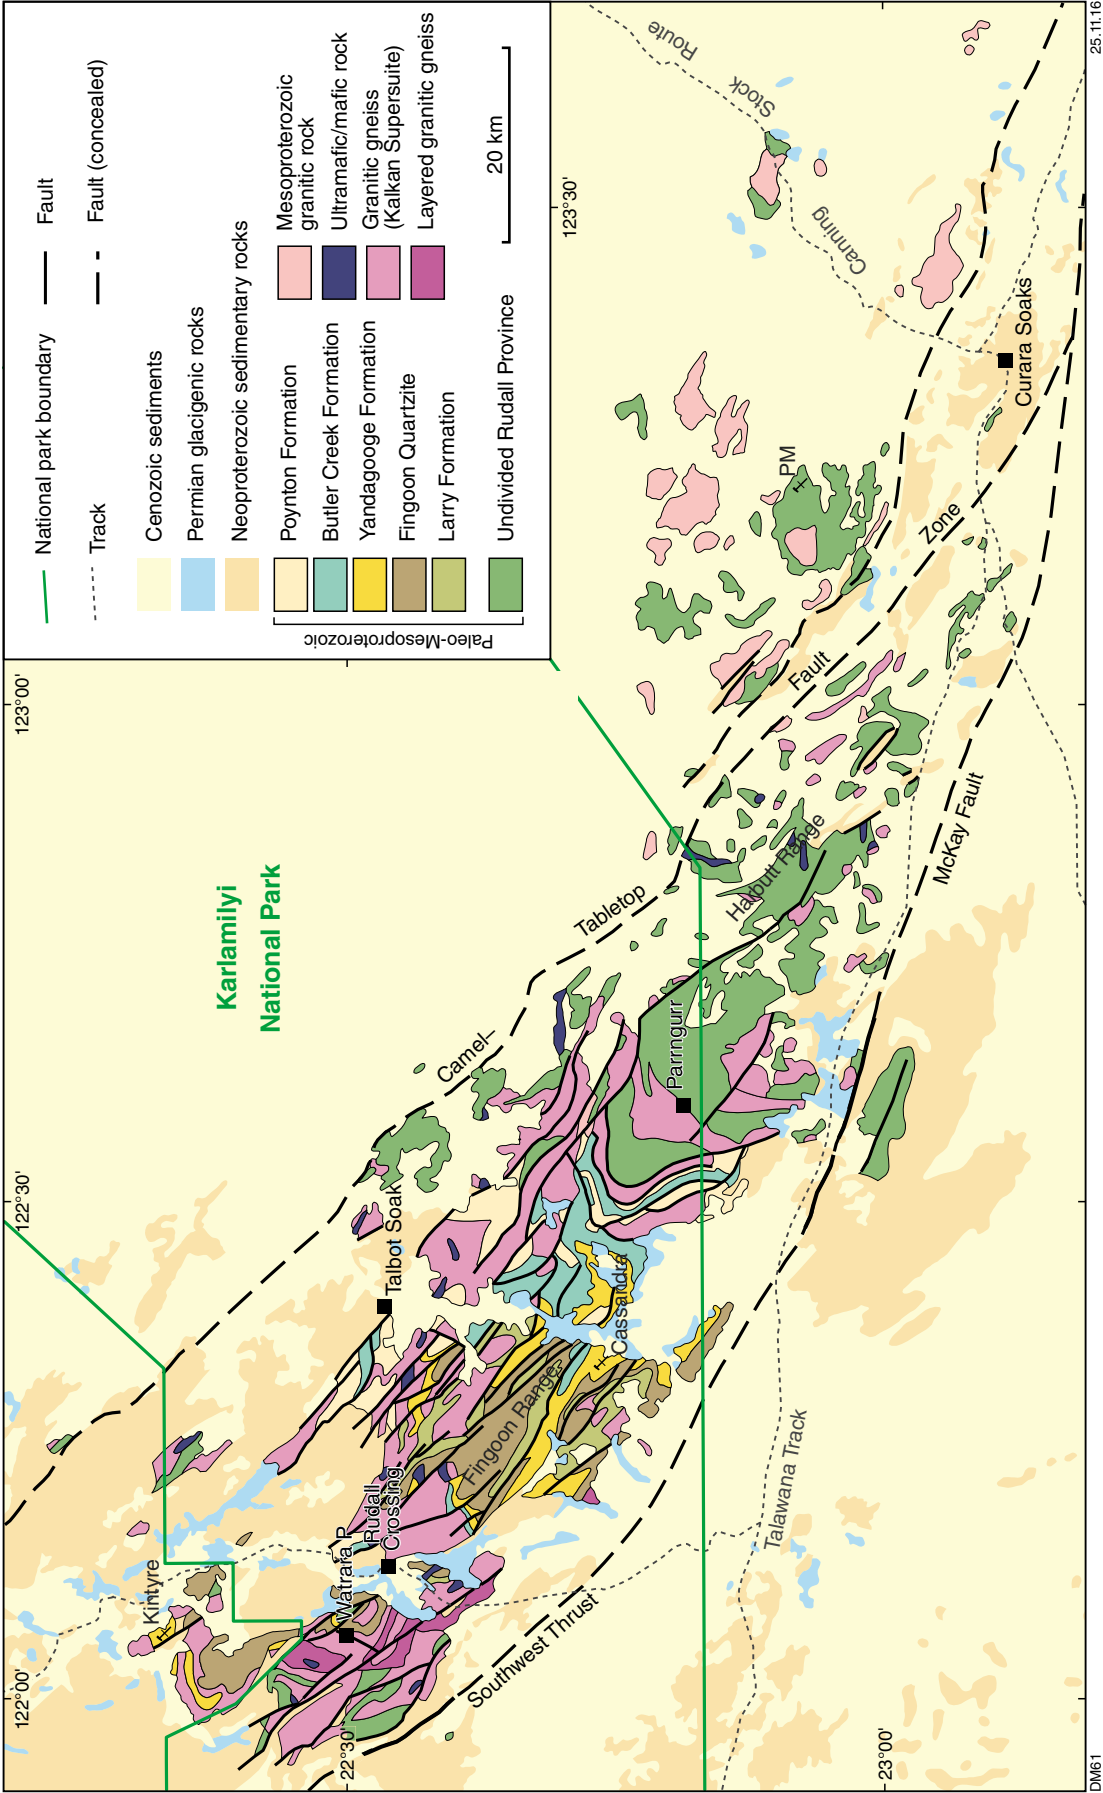 National park boundary
Fault
Track
Fault (concealed)
Cenozoic sediments
Permian glacigenic rocks
Neoproterozoic sedimentary rocks
Paleo-Mesoproterozoic
Poynton Formation
Butler Creek Formation
Yandagooge Formation
Fingoon Quartzite
Larry Formation
Undivided Rudall Province
Mesoproterozoic
granitic rock
Ultramafic/mafic rock
Granitic gneiss
(Kalkan Supersuite)
Layered granitic gneiss
20 km
122°00'
122°30'
123°00'
123°30'
22°30'
23°00'
Karlamilyi
National Park
Kintyre
Watrara P
Rudall
Crossing
Talbot Soak
Fingoon Range
Cassandra
Southwest Thrust
Talawana Track
Camel–
Tabletop
Fault
Zone
Parrngurr
Harbutt Range
McKay Fault
PM
Curara Soaks
Canning
Stock
Route
DM61
25.11.16